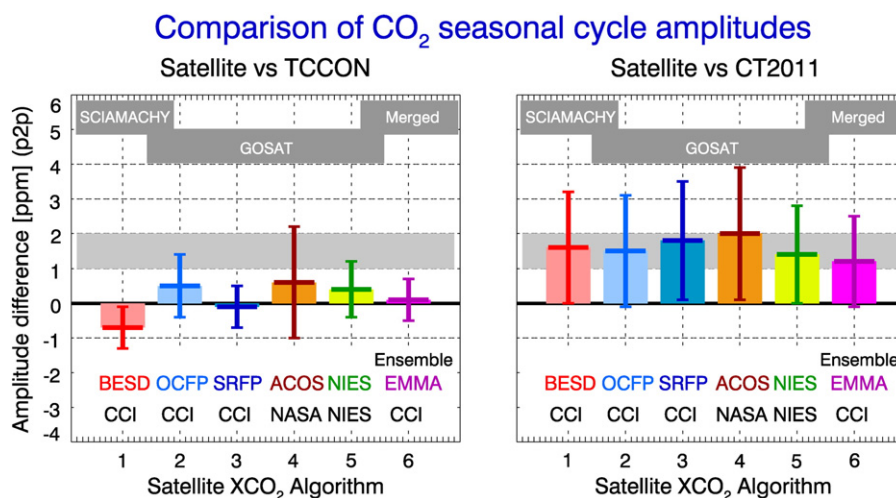 Comparison of CO2 seasonal cycle amplitudes
Satellite vs TCCON
Amplitude difference [ppm] (p2p)
6
5
4
3
2
1
0
-1
-2
-3
-4
SCIAMACHY
Merged
GOSAT
Ensemble
BESD OCFP SRFP ACOS NIES EMMA
CCI CCI CCI NASA NIES CCI
1 2 3 4 5 6
Satellite XCO2 Algorithm
Satellite vs CT2011
SCIAMACHY
Merged
GOSAT
Ensemble
BESD OCFP SRFP ACOS NIES EMMA
CCI CCI CCI NASA NIES CCI
1 2 3 4 5 6
Satellite XCO2 Algorithm